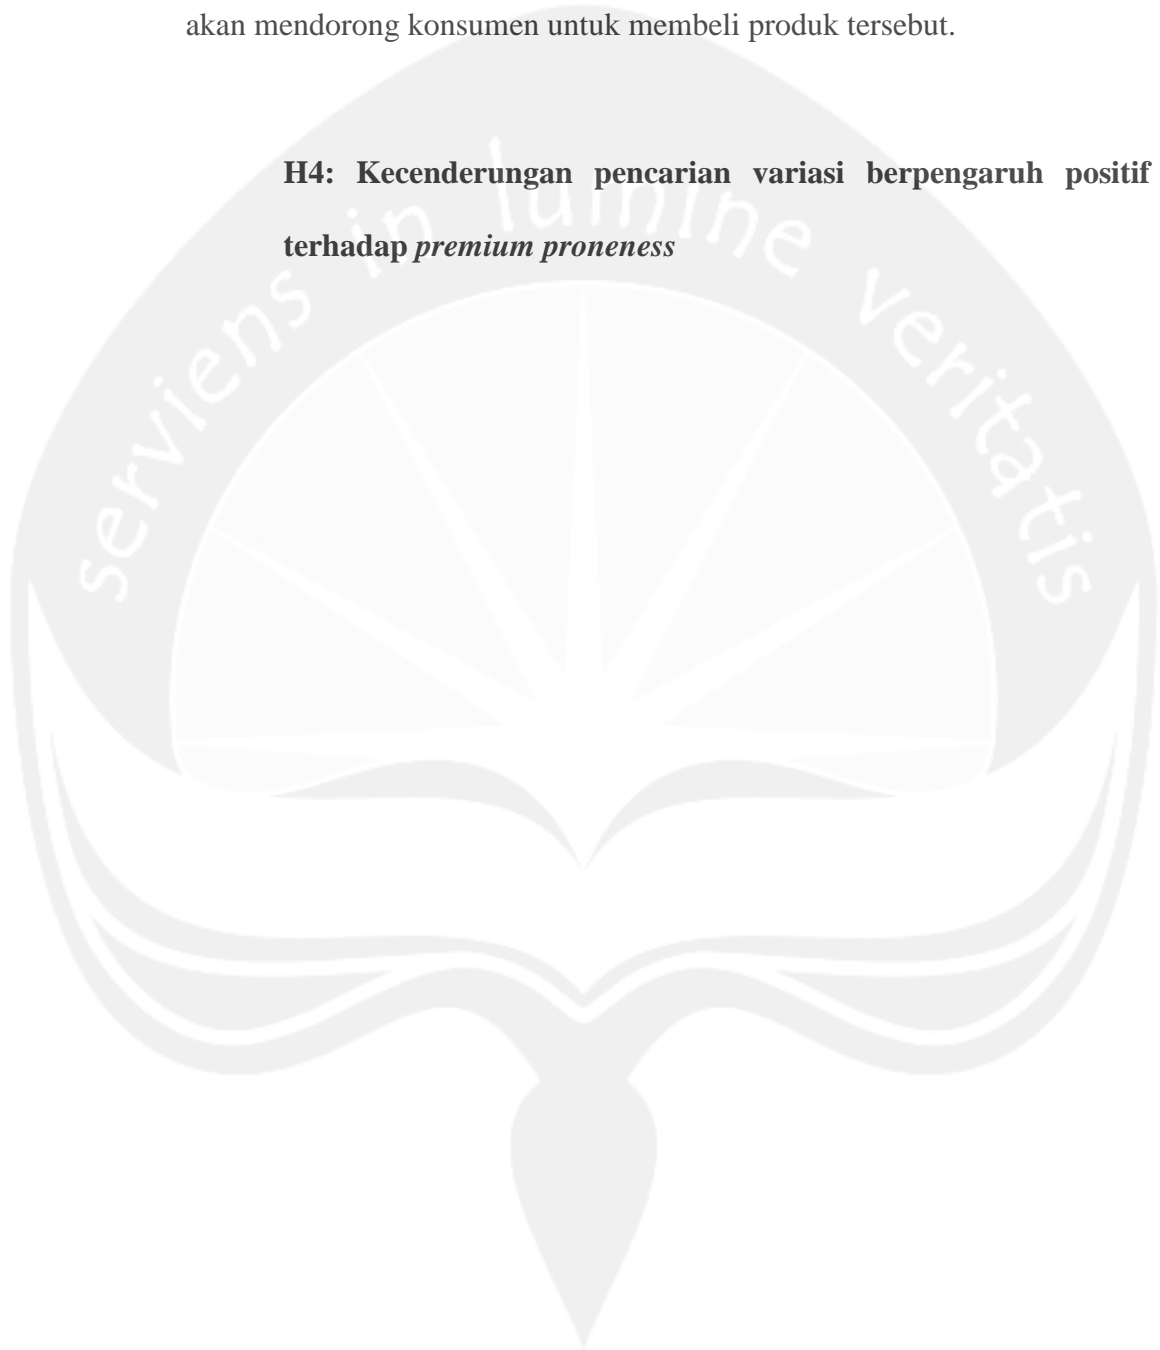 akan mendorong konsumen untuk membeli produk tersebut.
H4: Kecenderungan pencarian variasi berpengaruh positif
terhadap premium proneness
serviens in lumine veritatis